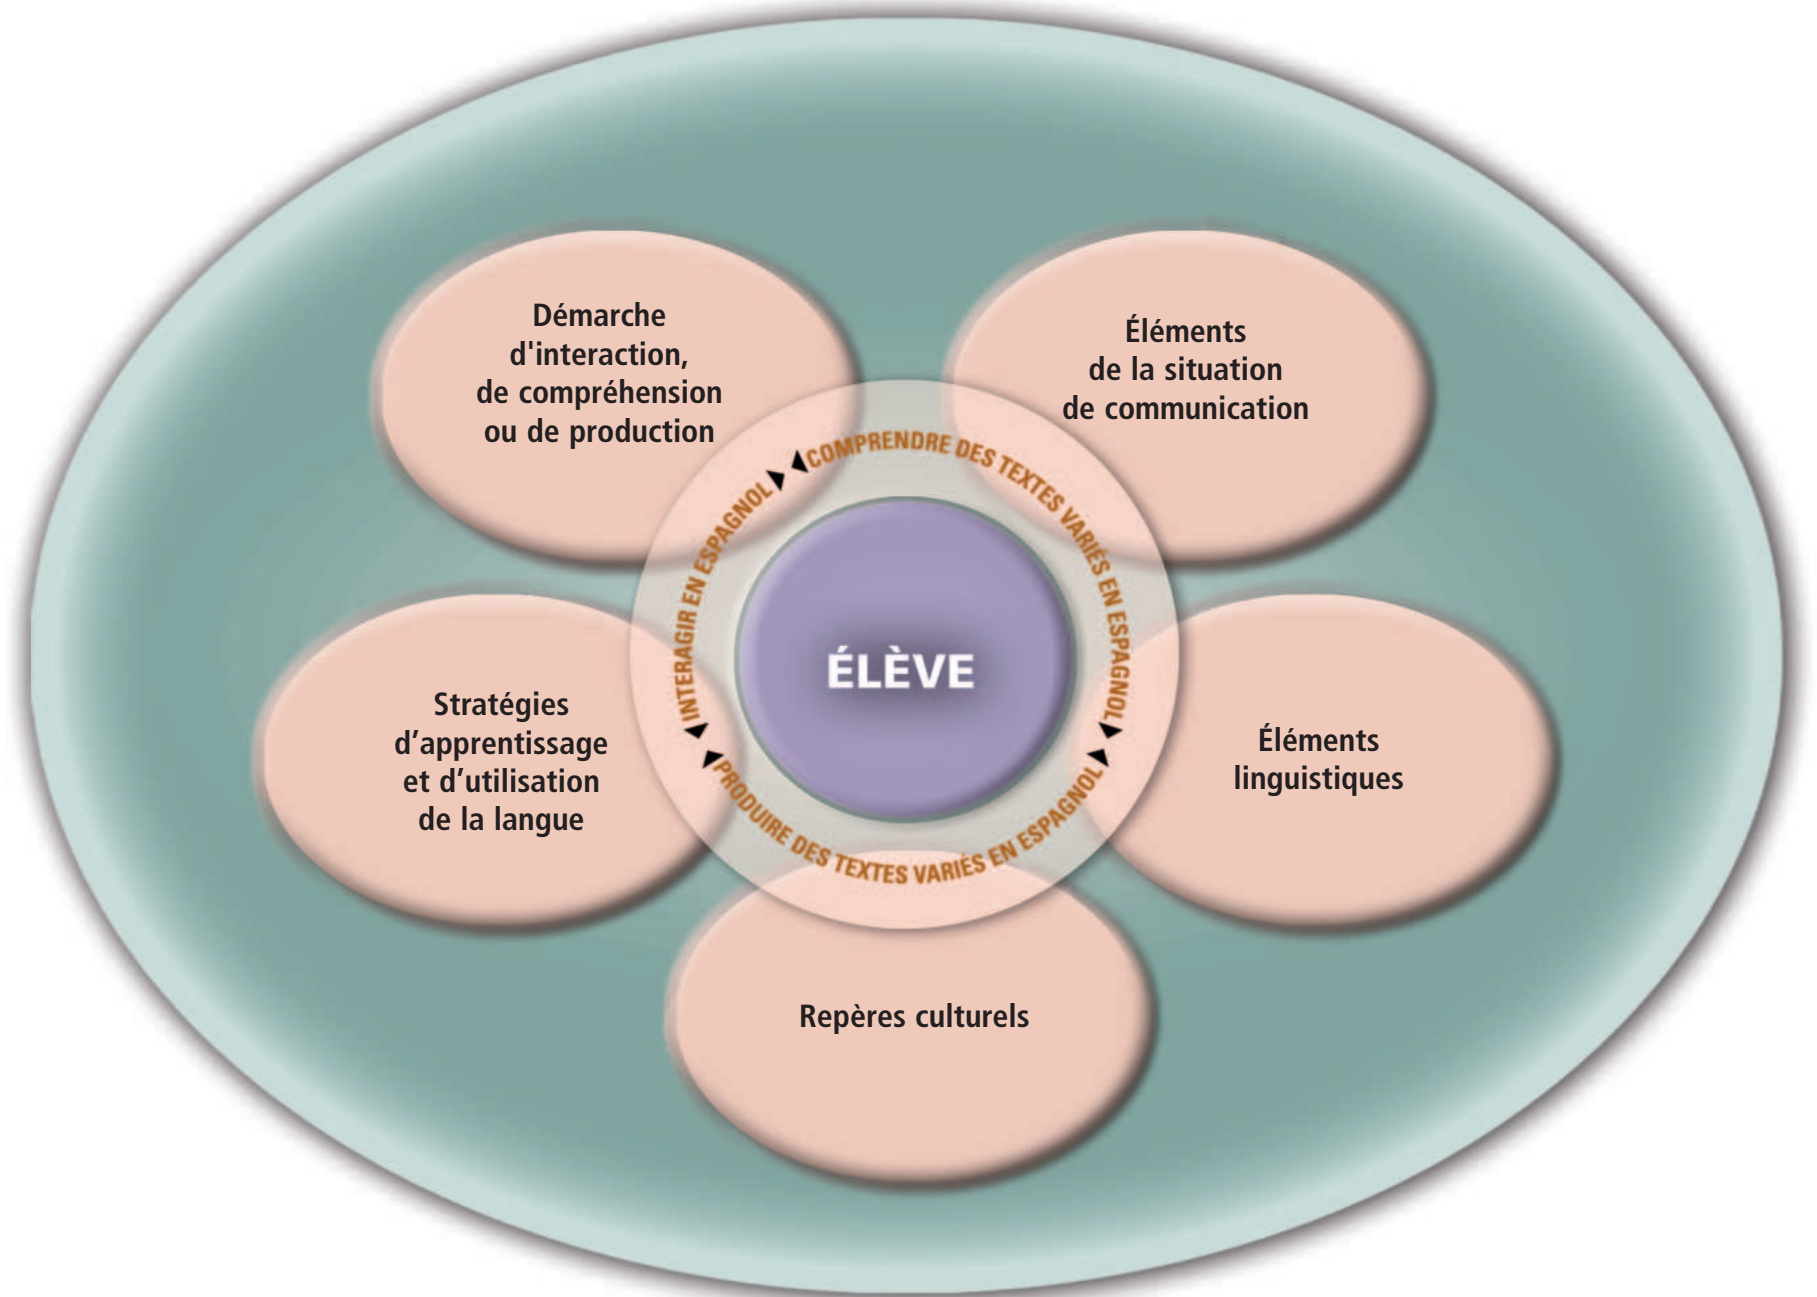 Démarche
d'interaction,
de compréhension
ou de production
Éléments
de la situation
de communication
COMPRENDRE DES TEXTES VARIÉS EN ESPAGNOL
INTERAGIR EN ESPAGNOL
ÉLÈVE
PRODUIRE DES TEXTES VARIÉS EN ESPAGNOL
Stratégies
d’apprentissage
et d’utilisation
de la langue
Éléments
linguistiques
Repères culturels